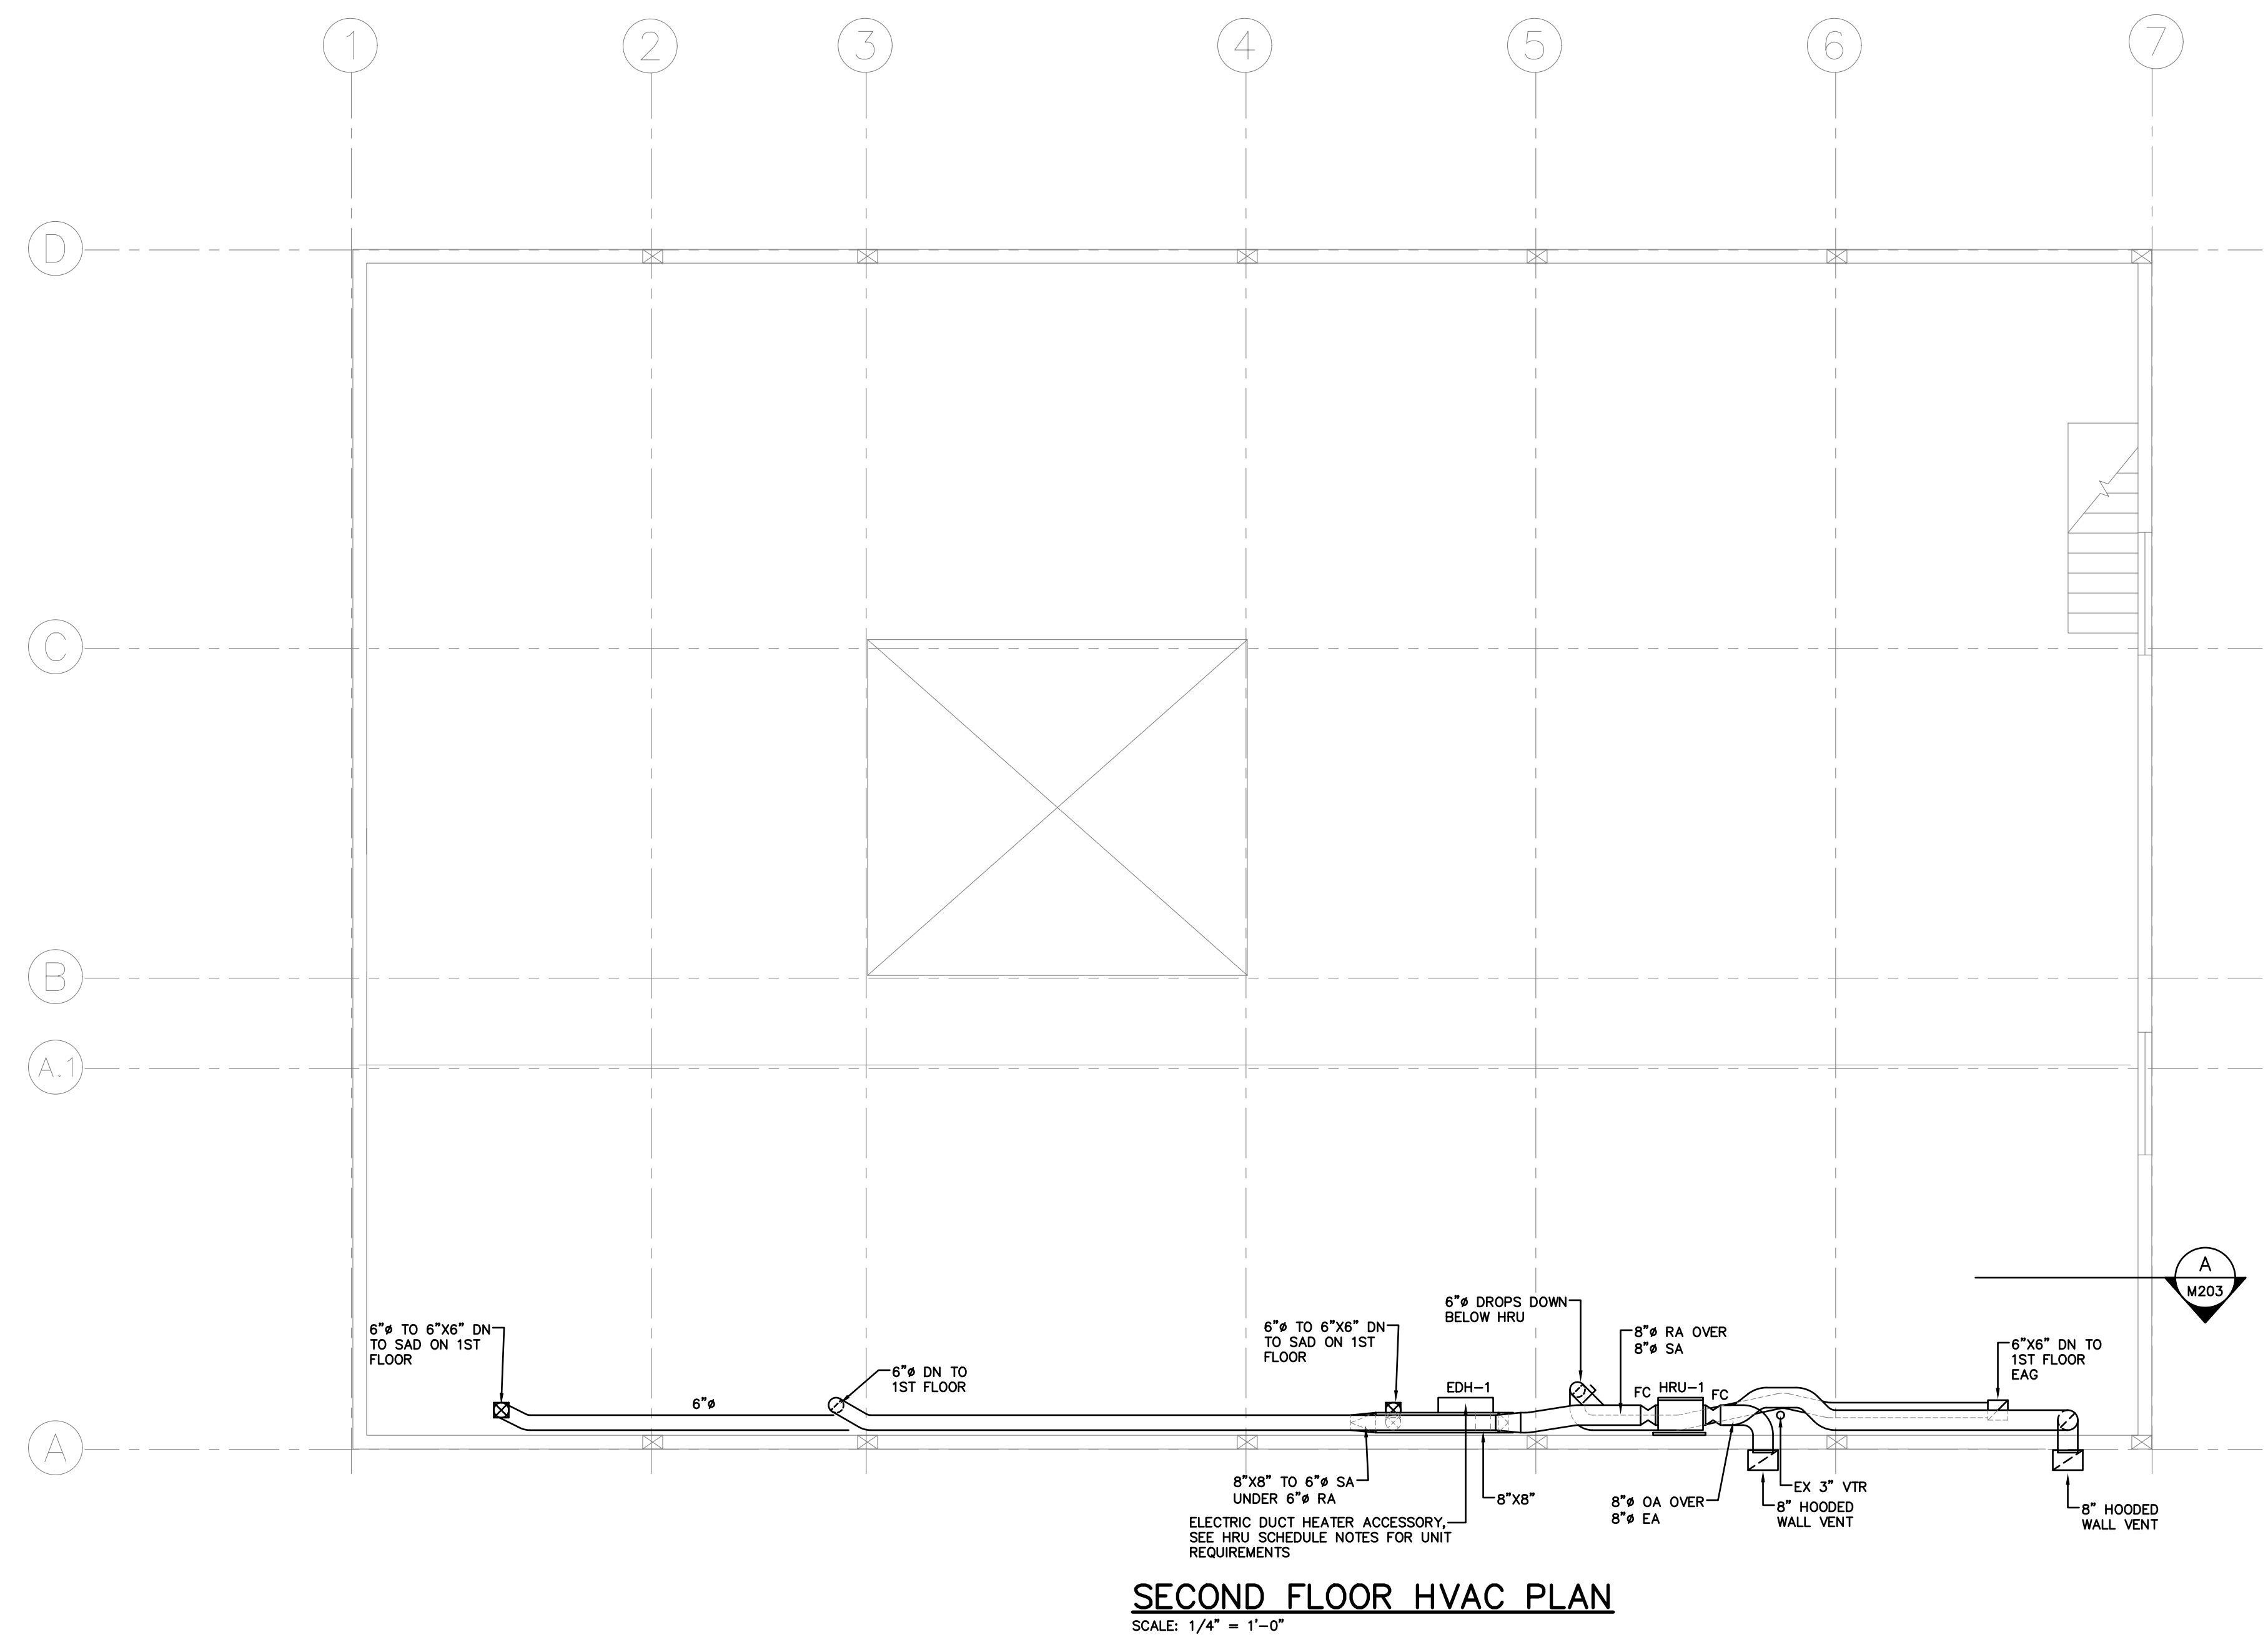 1
2
3
4
5
6
7
D
C
B
A.1
A
A
M203
6"ø TO 6"X6" DN
TO SAD ON 1ST
FLOOR
6"ø
6"ø DN TO
1ST FLOOR
6"ø TO 6"X6" DN
TO SAD ON 1ST
FLOOR
6"ø DROPS DOWN
BELOW HRU
8"ø RA OVER
8"ø SA
6"X6" DN TO
1ST FLOOR
EAG
EDH-1
FC
HRU-1
FC
8"X8" TO 6"ø SA
UNDER 6"ø RA
8"X8"
ELECTRIC DUCT HEATER ACCESSORY,
SEE HRU SCHEDULE NOTES FOR UNIT
REQUIREMENTS
8"ø OA OVER
8"ø EA
EX 3" VTR
8" HOODED
WALL VENT
8" HOODED
WALL VENT
SECOND FLOOR HVAC PLAN
SCALE: 1/4" = 1'-0"